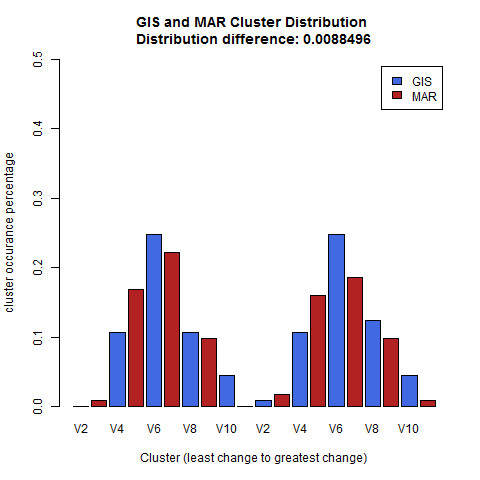 GIS and MAR Cluster Distribution
Distribution difference: 0.0088496
GIS
MAR
cluster occurance percentage
0.5
0.4
0.3
0.2
0.1
0.0
V2 V4 V6 V8 V10 V2 V4 V6 V8 V10
Cluster (least change to greatest change)